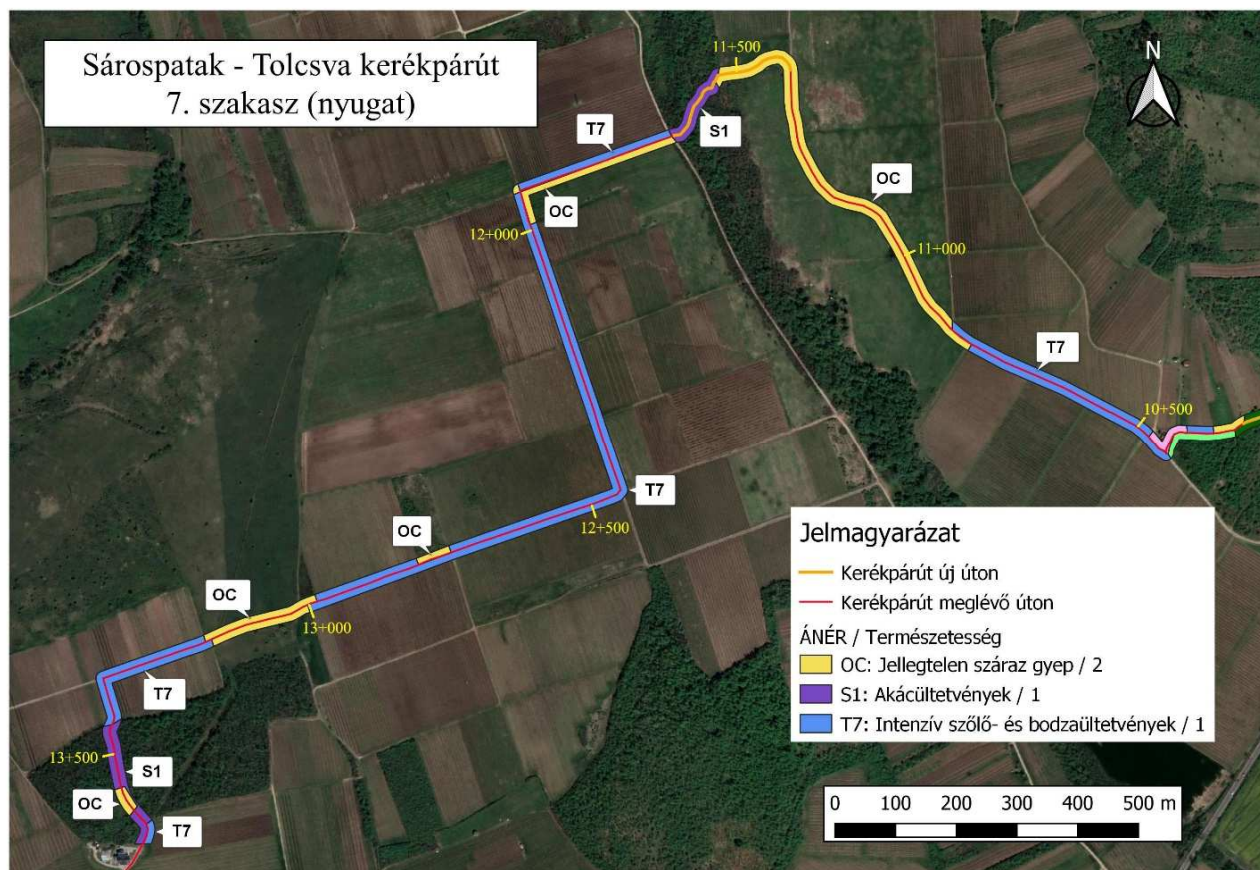 Sárospatak - Tolcsva kerékpárút
7. szakasz (nyugat)
11+500
N
T7
S1
OC
OC
12+000
11+000
T7
10+500
T7
12+500
OC
OC
13+000
T7
13+500
S1
OC
T7
Jelmagyarázat
Kerékpárút új úton
Kerékpárút meglévő úton
ÁNÉR / Természetesség
OC: Jellegtelen száraz gyep / 2
S1: Akácültetvények / 1
T7: Intenzív szőlő- és bodzaültetvények / 1
0 100 200 300 400 500 m